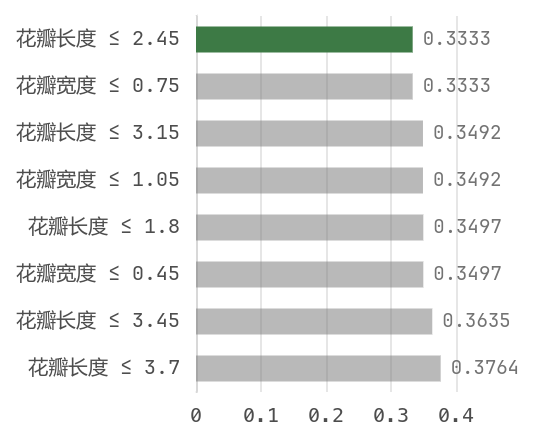 花瓣长度 ≤ 2.45 0.3333
花瓣宽度 ≤ 0.75 0.3333
花瓣长度 ≤ 3.15 0.3492
花瓣宽度 ≤ 1.05 0.3492
花瓣长度 ≤ 1.8 0.3497
花瓣宽度 ≤ 0.45 0.3497
花瓣长度 ≤ 3.45 0.3635
花瓣长度 ≤ 3.7 0.3764
0 0.1 0.2 0.3 0.4